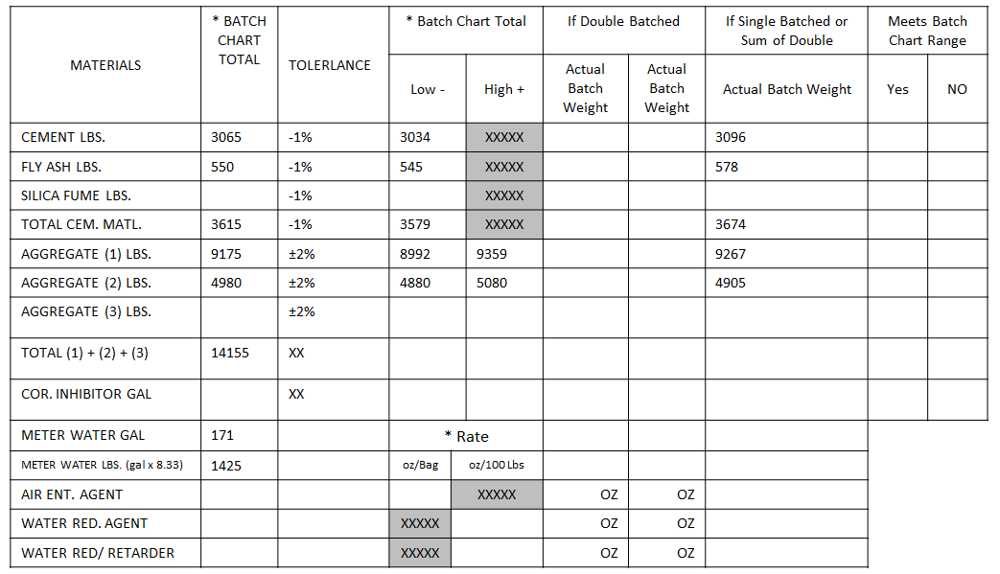 MATERIALS
* BATCH
CHART
TOTAL
TOLERLANCE
* Batch Chart Total
If Double Batched
If Single Batched or
Sum of Double
Meets Batch
Chart Range
Low -
High +
Actual
Batch
Weight
Actual
Batch
Weight
Actual Batch Weight
Yes
NO
CEMENT LBS. 3065 -1% 3034 XXXXX 3096
FLY ASH LBS. 550 -1% 545 XXXXX 578
SILICA FUME LBS. -1% XXXXX
TOTAL CEM. MATL. 3615 -1% 3579 XXXXX 3674
AGGREGATE (1) LBS. 9175 ±2% 8992 9359 9267
AGGREGATE (2) LBS. 4980 ±2% 4880 5080 4905
AGGREGATE (3) LBS. ±2%
TOTAL (1) + (2) + (3) 14155 XX
COR. INHIBITOR GAL XX
METER WATER GAL 171 * Rate
METER WATER LBS. (gal x 8.33) 1425 oz/Bag oz/100 Lbs
AIR ENT. AGENT XXXXX OZ OZ
WATER RED. AGENT XXXXX OZ OZ
WATER RED/ RETARDER XXXXX OZ OZ